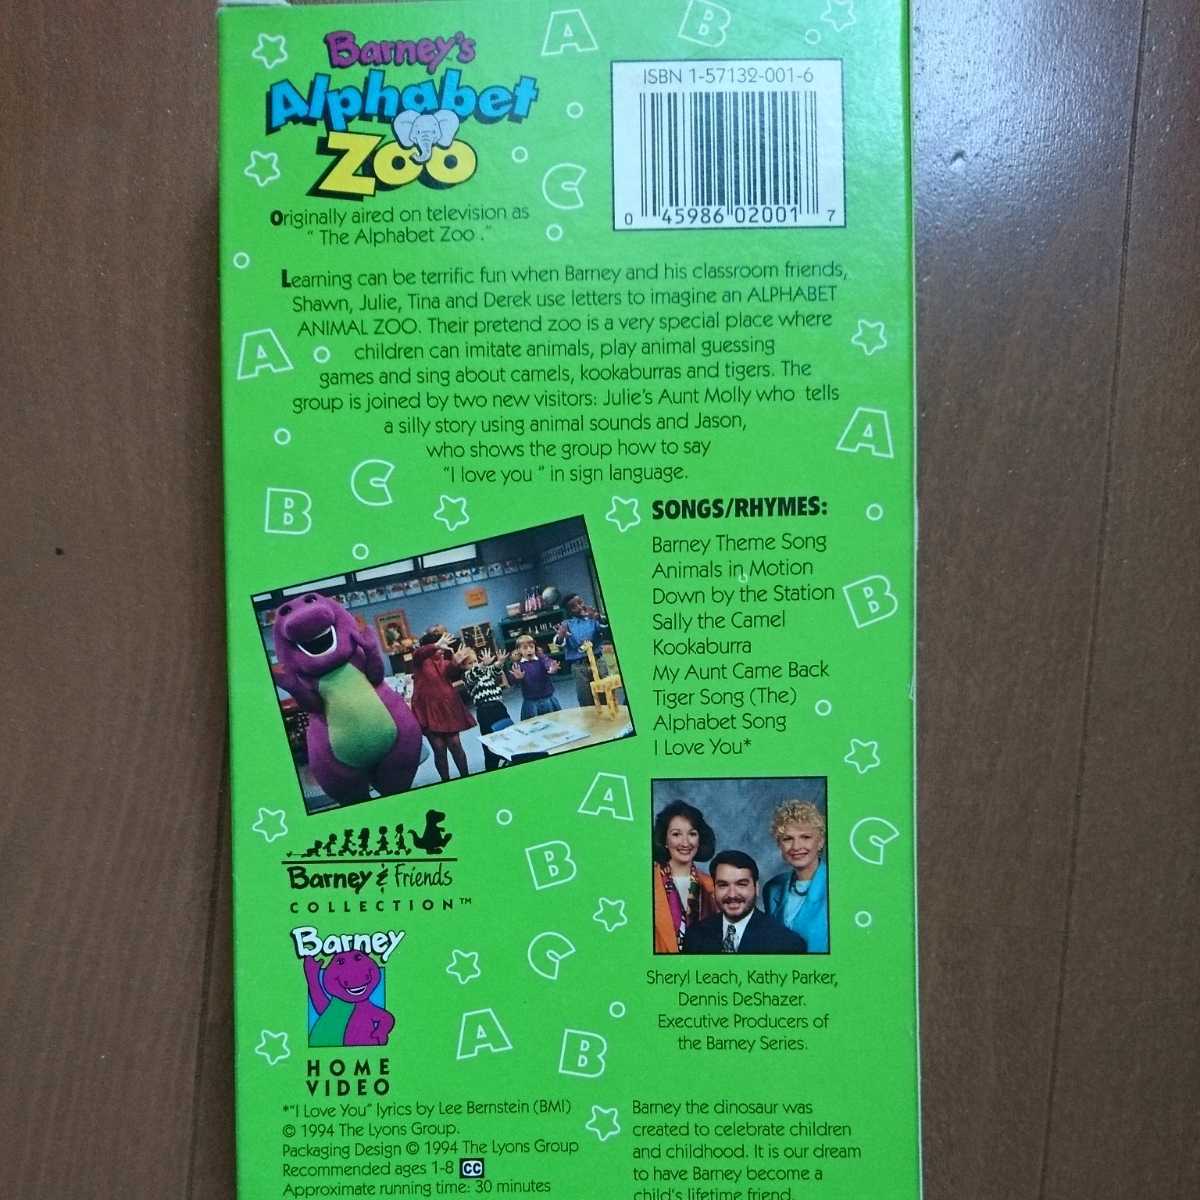 Barney's
Alphabet
Zoo
Originally aired on television as
" The Alphabet Zoo ."
ISBN 1-57132-001-6
0 45986 02001 7
Learning can be terrific fun when Barney and his classroom friends,
Shawn, Julie, Tina and Derek use letters to imagine an ALPHABET
ANIMAL ZOO. Their pretend zoo is a very special place where
children can imitate animals, play animal guessing
games and sing about camels, kookaburras and tigers. The
group is joined by two new visitors: Julie's Aunt Molly who tells
a silly story using animal sounds and Jason,
who shows the group how to say
"I love you " in sign language.
SONGS/RHYMES:
Barney Theme Song
Animals in Motion
Down by the Station
Sally the Camel
Kookaburra
My Aunt Came Back
Tiger Song (The)
Alphabet Song
I Love You*
Barney & Friends
COLLECTION™
Barney
HOME
VIDEO
Sheryl Leach, Kathy Parker,
Dennis DeShazer.
Executive Producers of
the Barney Series.
*"I Love You" lyrics by Lee Bernstein (BMI)
© 1994 The Lyons Group.
Packaging Design © 1994 The Lyons Group
Recommended ages 1-8 CC
Approximate running time: 30 minutes
Barney the dinosaur was
created to celebrate children
and childhood. It is our dream
to have Barney become a
child's lifetime friend.
A
B
C
A
A
C
B
B
A
B
C
C
A
B